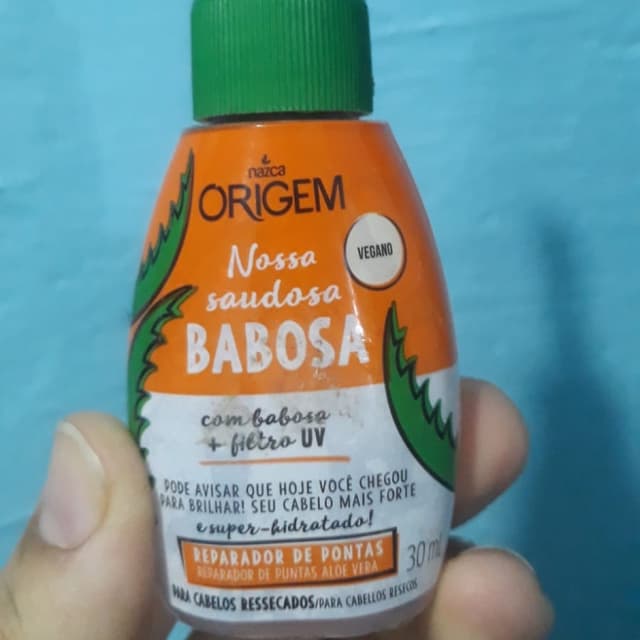 nazca
ORIGEM
VEGANO
Nossa
saudosa
BABOSA
com babosa
+ filtro UV
PODE AVISAR QUE HOJE VOCÊ CHEGOU
PARA BRILHAR! SEU CABELO MAIS FORTE
e super-hidratado!
REPARADOR DE PONTAS
REPARADOR DE PUNTAS ALOE VERA
30 mL
PARA CABELOS RESSECADOS/PARA CABELLOS RESECOS